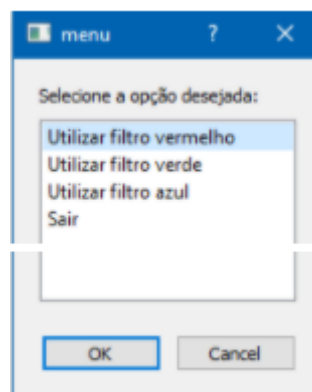 menu ?
Selecione a opção desejada:
Utilizar filtro vermelho
Utilizar filtro verde
Utilizar filtro azul
Sair
OK Cancel